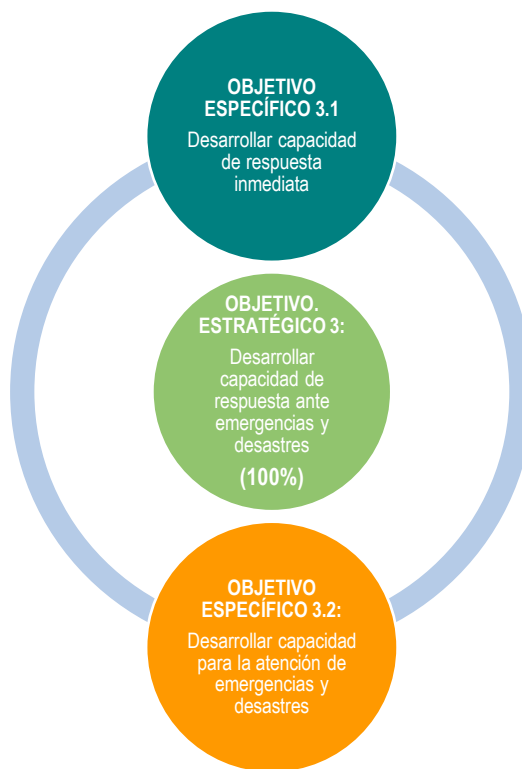 OBJETIVO
ESPECÍFICO 3.1
Desarrollar capacidad
de respuesta
inmediata
OBJETIVO.
ESTRATÉGICO 3:
Desarrollar
capacidad de
respuesta ante
emergencias y
desastres
(100%)
OBJETIVO
ESPECÍFICO 3.2:
Desarrollar capacidad
para la atención de
emergencias y
desastres